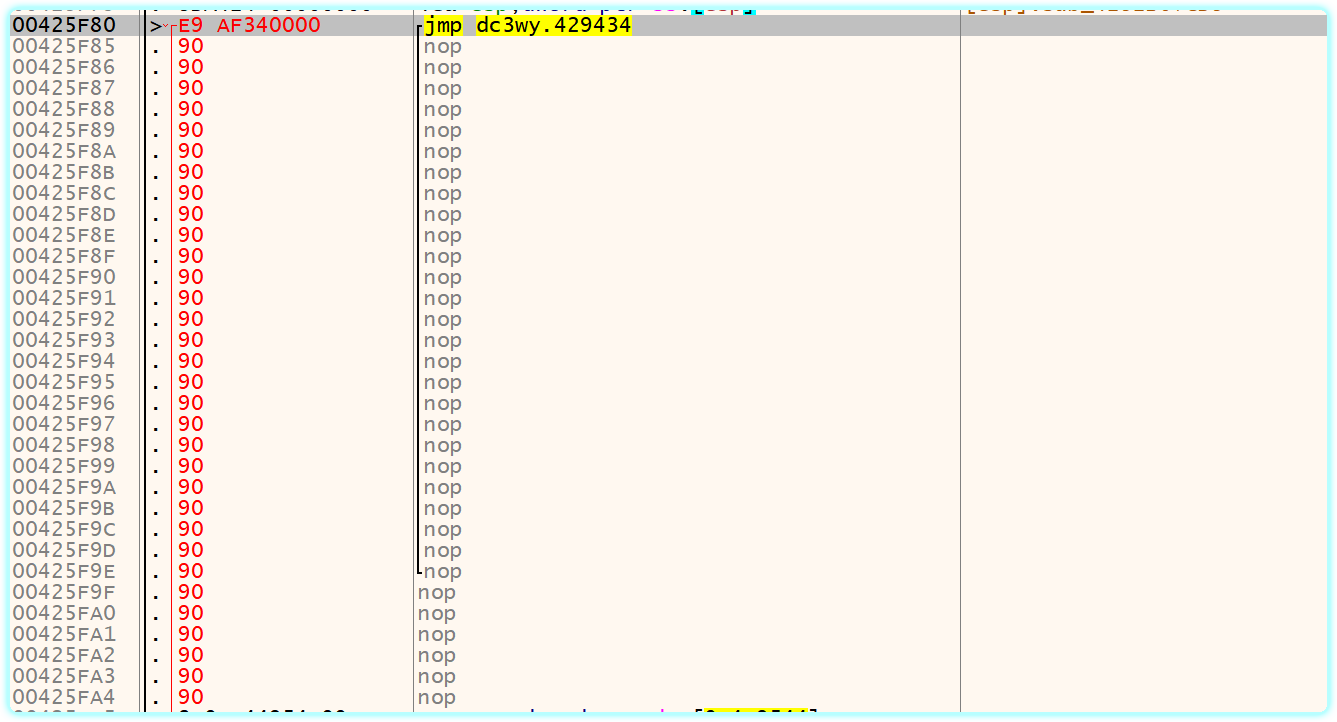 00425F80 > E9 AF340000 jmp dc3wy.429434
00425F85 . 90 nop
00425F86 . 90 nop
00425F87 . 90 nop
00425F88 . 90 nop
00425F89 . 90 nop
00425F8A . 90 nop
00425F8B . 90 nop
00425F8C . 90 nop
00425F8D . 90 nop
00425F8E . 90 nop
00425F8F . 90 nop
00425F90 . 90 nop
00425F91 . 90 nop
00425F92 . 90 nop
00425F93 . 90 nop
00425F94 . 90 nop
00425F95 . 90 nop
00425F96 . 90 nop
00425F97 . 90 nop
00425F98 . 90 nop
00425F99 . 90 nop
00425F9A . 90 nop
00425F9B . 90 nop
00425F9C . 90 nop
00425F9D . 90 nop
00425F9E . 90 nop
00425F9F . 90 nop
00425FA0 . 90 nop
00425FA1 . 90 nop
00425FA2 . 90 nop
00425FA3 . 90 nop
00425FA4 . 90 nop